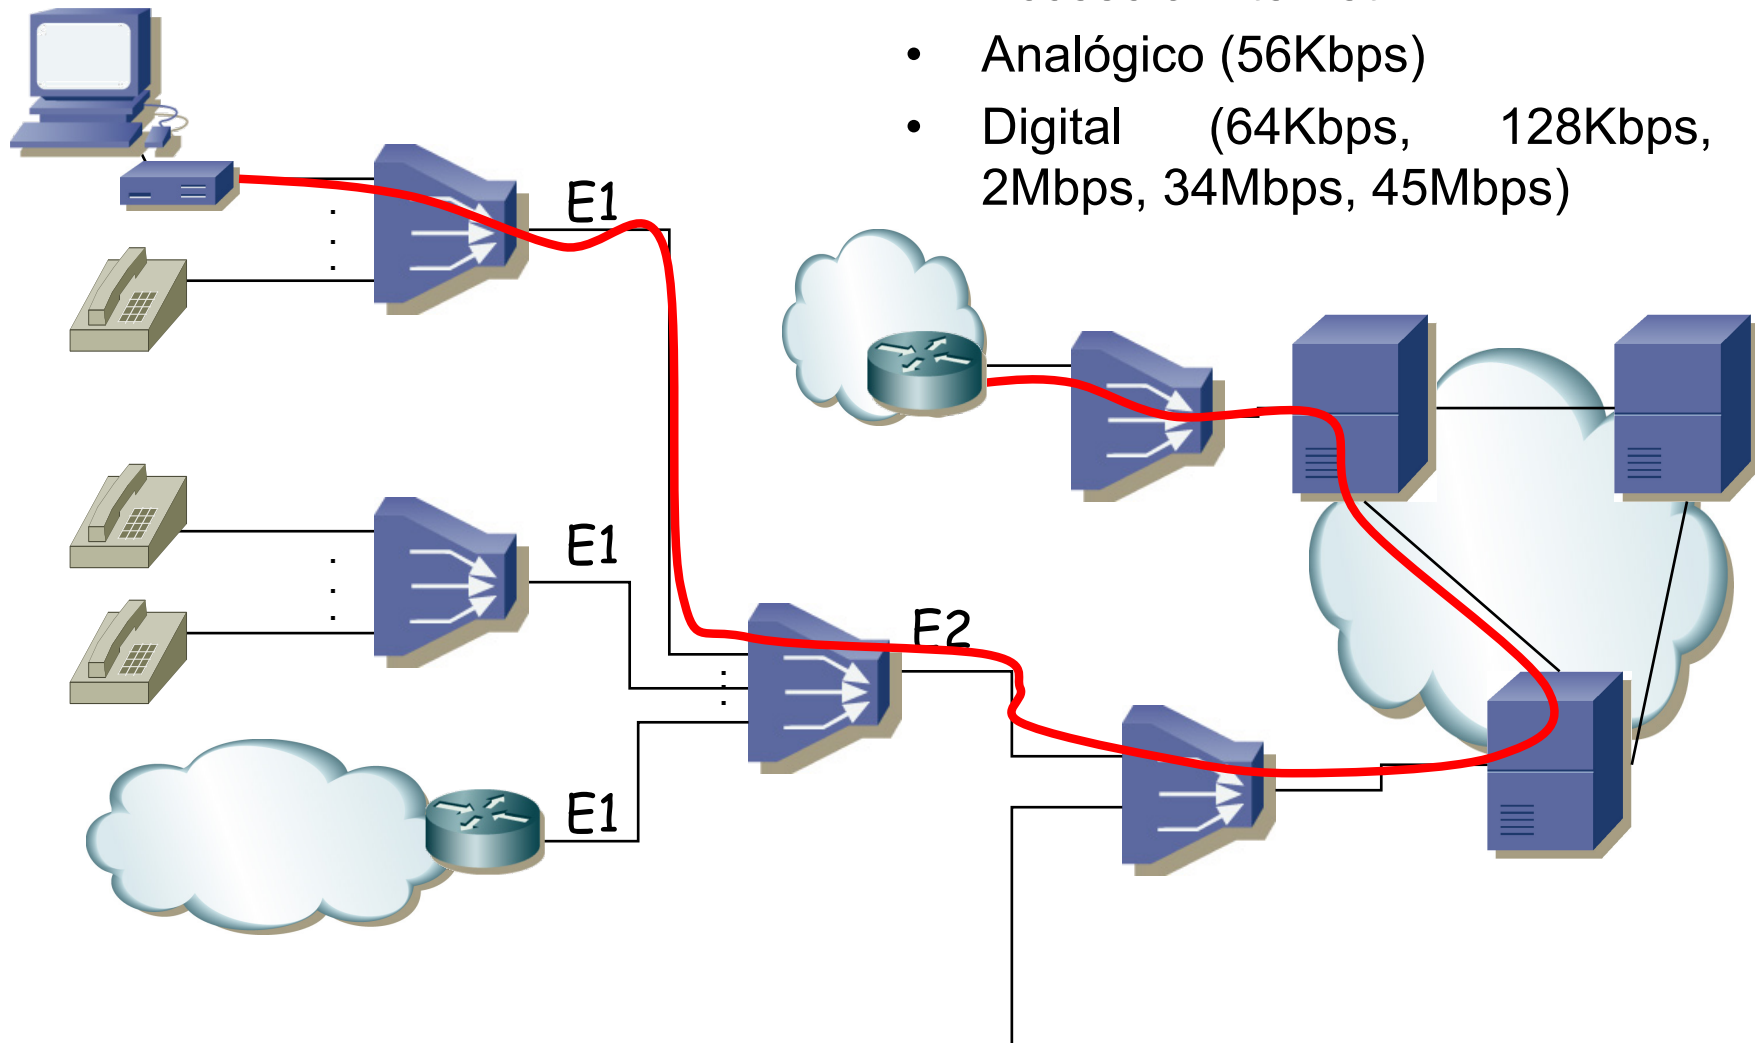 • Analógico (56Kbps)
• Digital (64Kbps, 128Kbps,
2Mbps, 34Mbps, 45Mbps)
E1
E1
E2
E1